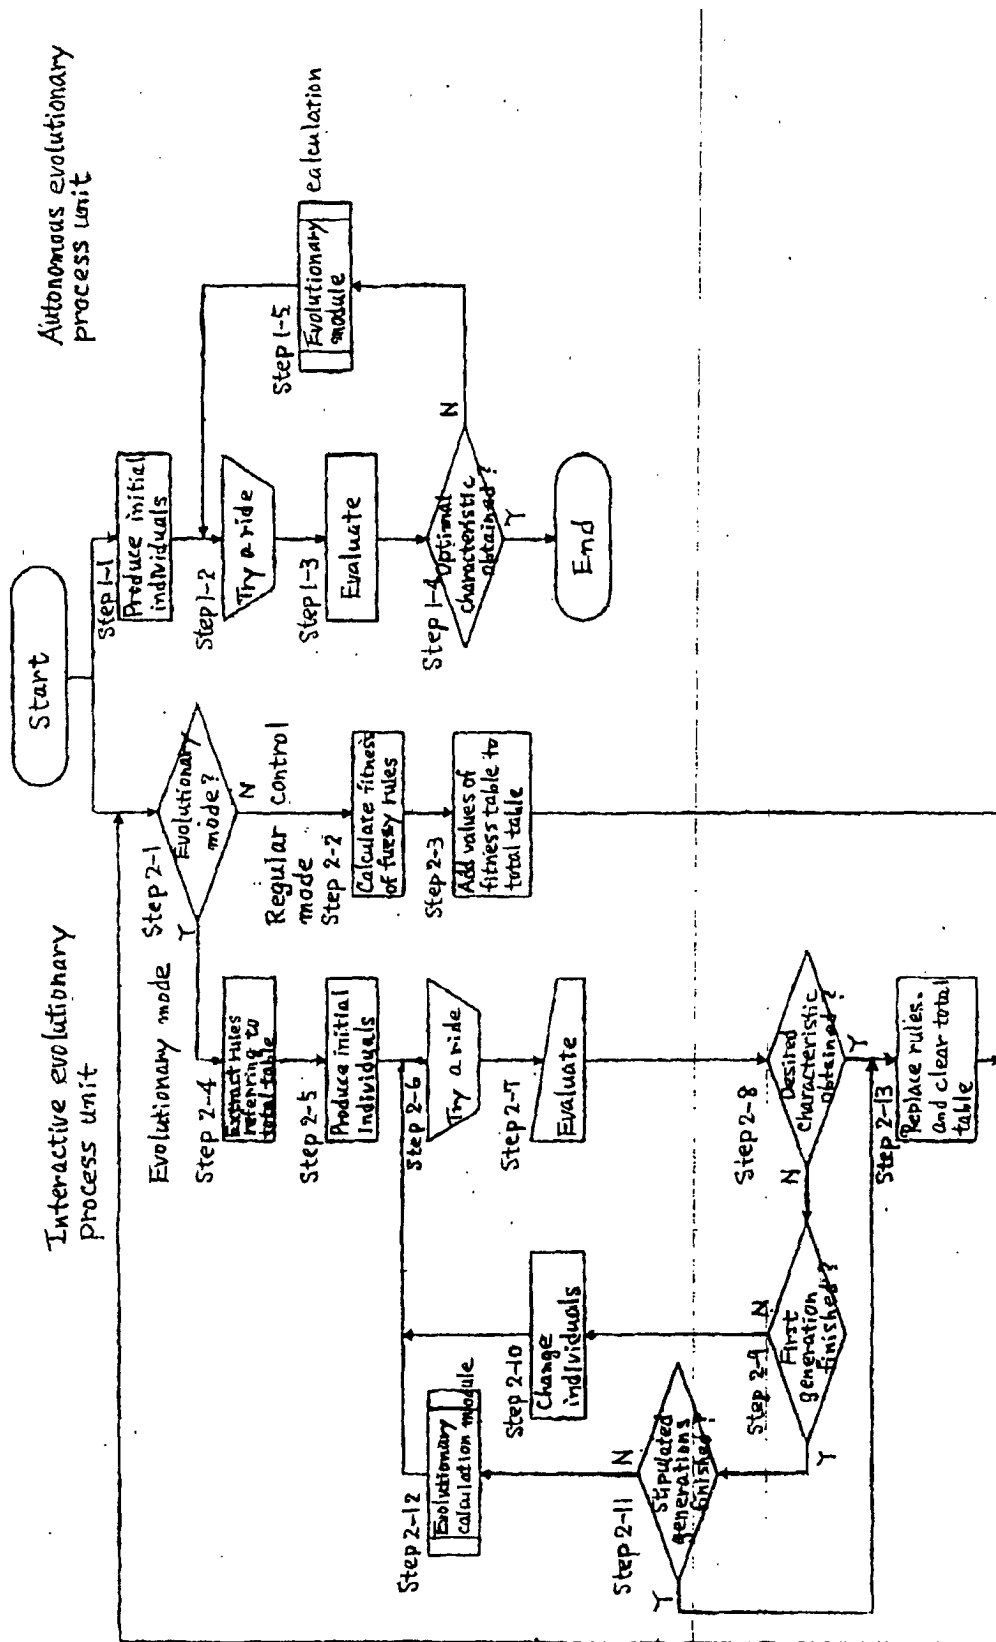 Start
Interactive evolutionary
process unit
Autonomous evolutionary
process unit
Step 1-1
Produce initial
individuals
Step 1-2
Try a ride
Step 1-3
Evaluate
Step 1-4
Optimal
characteristic
obtained?
N
Y
Step 1-5
Evolutionary calculation
module
End
Evolutionary mode
Step 2-1
Evolutionary
mode?
Y
N
Regular control
mode
Step 2-2
Calculate fitness
of fuzzy rules
Step 2-3
Add values of
fitness table to
total table
Step 2-4
Extract rules
referring to
total table
Step 2-5
Produce initial
individuals
Step 2-6
Try a ride
Step 2-7
Evaluate
Step 2-8
Desired
characteristic
obtained?
N
Y
Step 2-9
First
generation
finished?
N
Y
Step 2-10
Change
individuals
Step 2-11
Stipulated
generations
finished?
N
Y
Step 2-12
Evolutionary
calculation module
Step 2-13
Replace rules.
and clear total
table